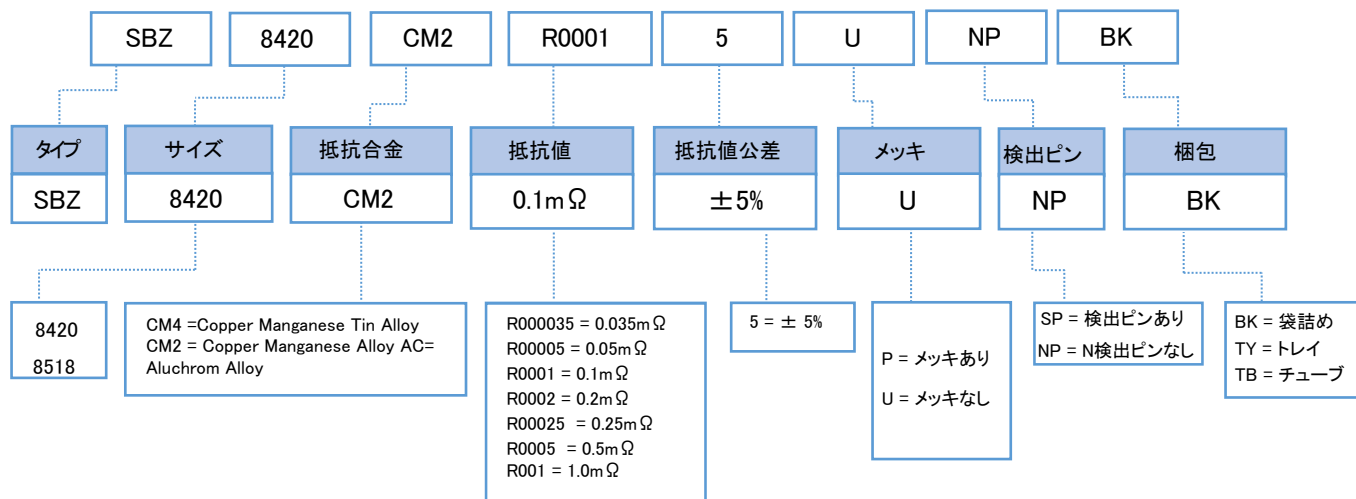 SBZ 8420 CM2 R0001 5 U NP BK
タイプ サイズ 抵抗合金 抵抗値 抵抗値公差 メッキ 検出ピン 梱包
SBZ 8420 CM2 0.1mΩ ±5% U NP BK
8420
8518
CM4 =Copper Manganese Tin Alloy
CM2 = Copper Manganese Alloy AC=
Aluchrom Alloy
R000035 = 0.035mΩ
R00005 = 0.05mΩ
R0001 = 0.1mΩ
R0002 = 0.2mΩ
R00025 = 0.25mΩ
R0005 = 0.5mΩ
R001 = 1.0mΩ
5 = ± 5%
P = メッキあり
U = メッキなし
SP = 検出ピンあり
NP = N検出ピンなし
BK = 袋詰め
TY = トレイ
TB = チューブ